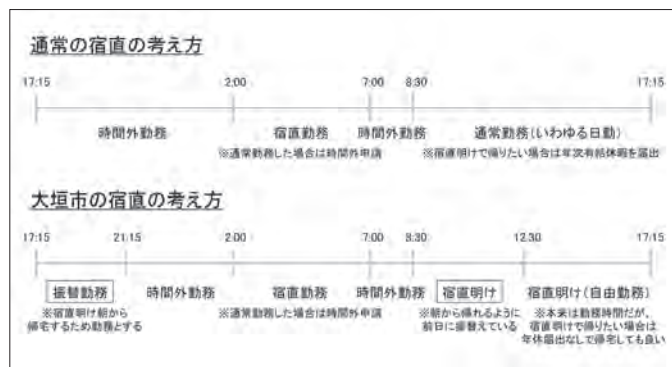 通常の宿直の考え方
17:15 2:00 7:00 8:30 17:15
時間外勤務 宿直勤務 時間外勤務 通常勤務(いわゆる日勤)
※通常勤務した場合は時間外申請 ※宿直明けで帰りたい場合は年次有給休暇を届出
大垣市の宿直の考え方
17:15 21:15 2:00 7:00 8:30 12.30 17:15
振替勤務 時間外勤務 宿直勤務 時間外勤務 宿直明け 宿直明け(自由勤務)
※宿直明け朝から ※通常勤務した場合は時間外申請 ※朝から帰れるように ※本来は勤務時間だが、
帰宅するため勤務とする 前日に振替えている 宿直明けで帰りたい場合は
年休届出なしで帰宅しても良い